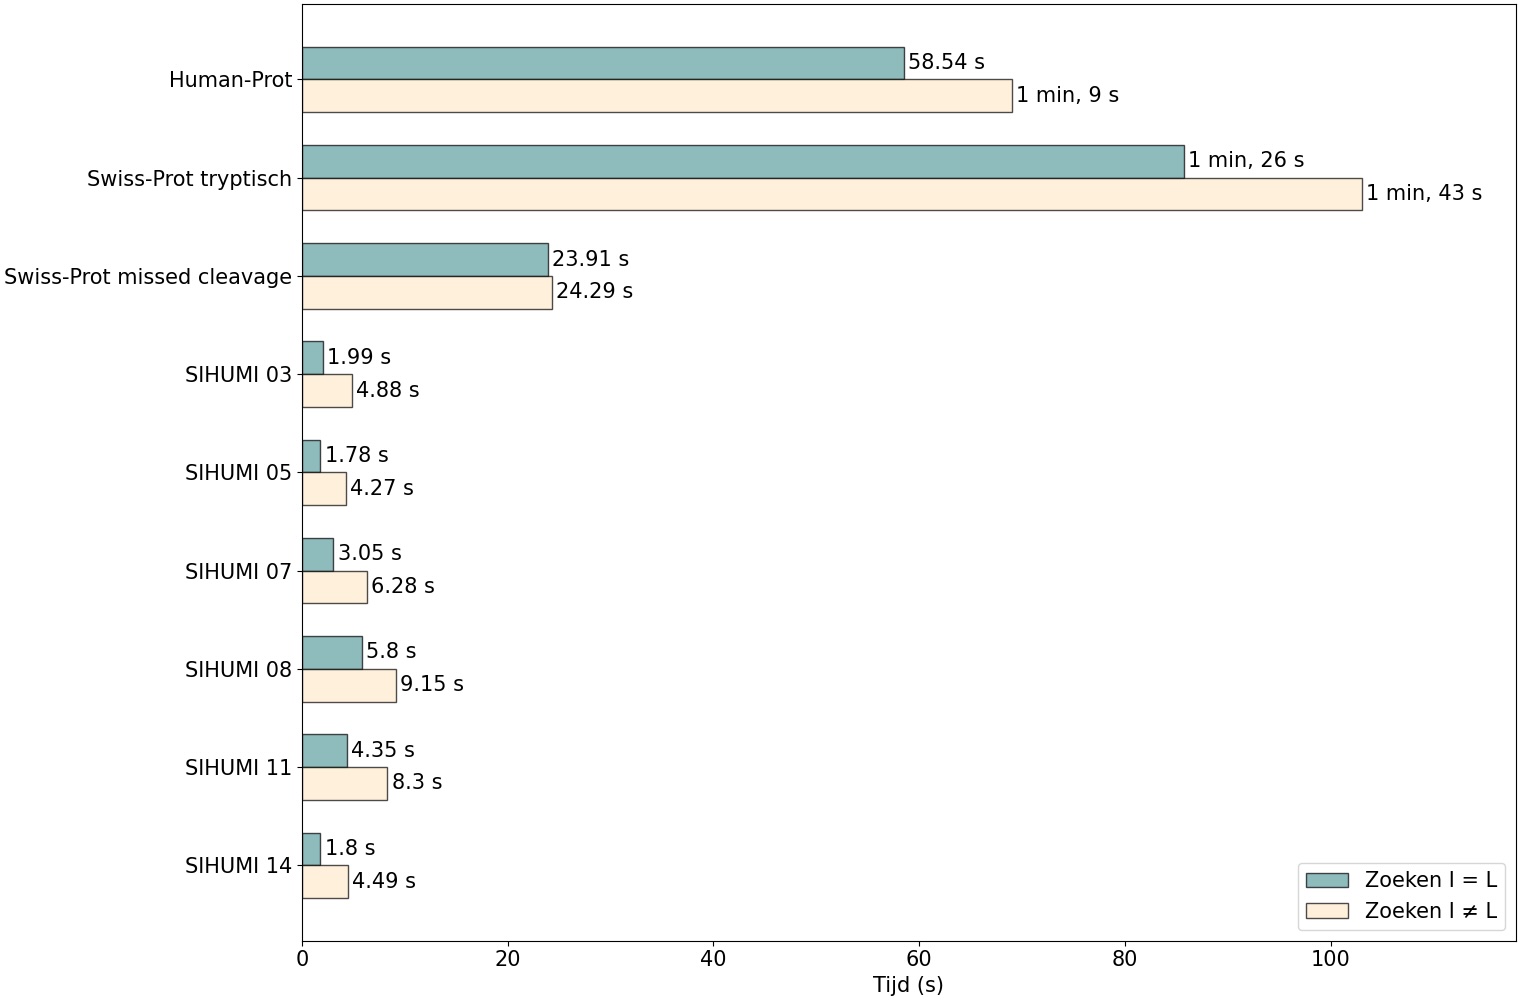 Human-Prot
58.54 s
1 min, 9 s
Swiss-Prot tryptisch
1 min, 26 s
1 min, 43 s
Swiss-Prot missed cleavage
23.91 s
24.29 s
SIHUMI 03
1.99 s
4.88 s
SIHUMI 05
1.78 s
4.27 s
SIHUMI 07
3.05 s
6.28 s
SIHUMI 08
5.8 s
9.15 s
SIHUMI 11
4.35 s
8.3 s
SIHUMI 14
1.8 s
4.49 s
Zoeken I = L
Zoeken I ≠ L
0 20 40 60 80 100
Tijd (s)